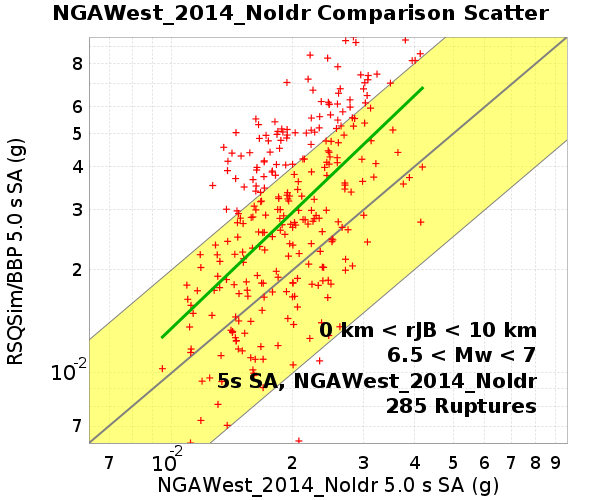 NGAWest_2014_NoIdr Comparison Scatter
RSQSim/BBP 5.0 s SA (g)
8
7
6
5
4
3
2
10-2
7
0 km < rJB < 10 km
6.5 < Mw < 7
5s SA, NGAWest_2014_NoIdr
285 Ruptures
7 10-2 2 3 4 5 6 7 8 9
NGAWest_2014_NoIdr 5.0 s SA (g)